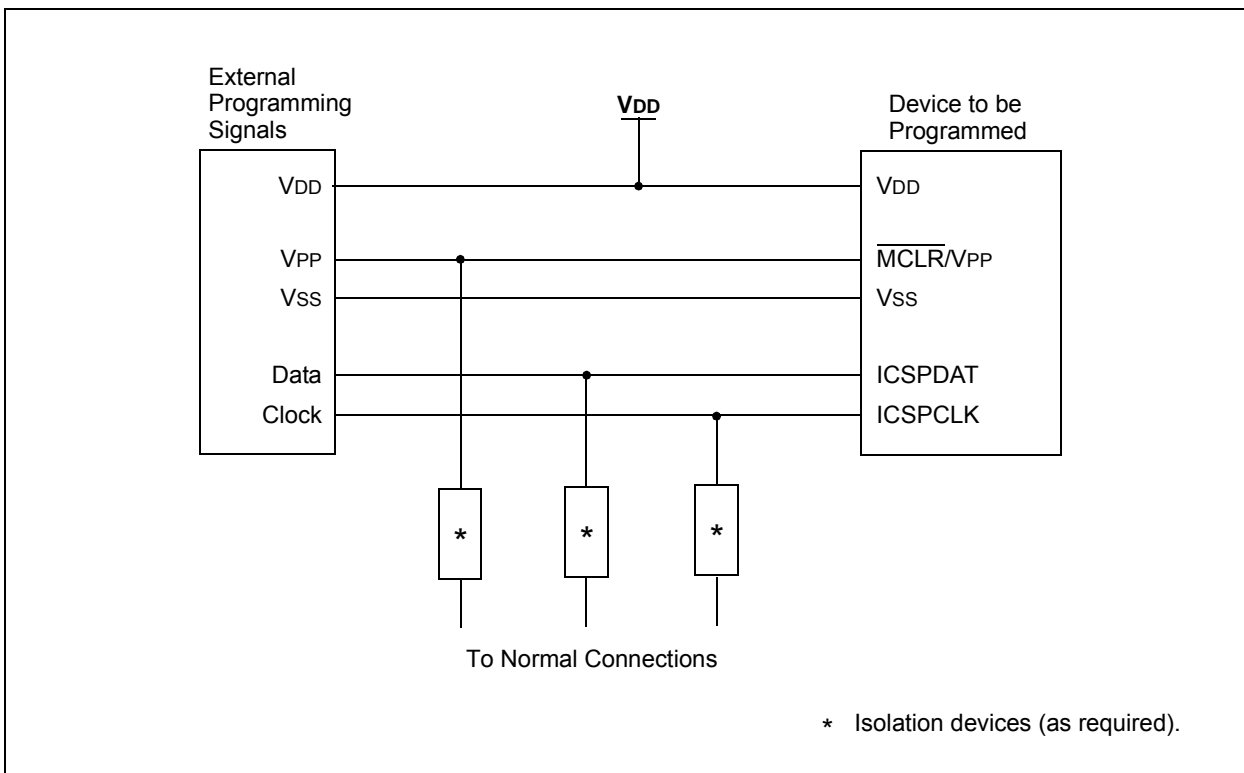 External
Programming
Signals
VDD
Device to be
Programmed
VDD
VDD
VPP
MCLR/VPP
VSS
VSS
Data
ICSPDAT
Clock
ICSPCLK
*
*
*
To Normal Connections
* Isolation devices (as required).